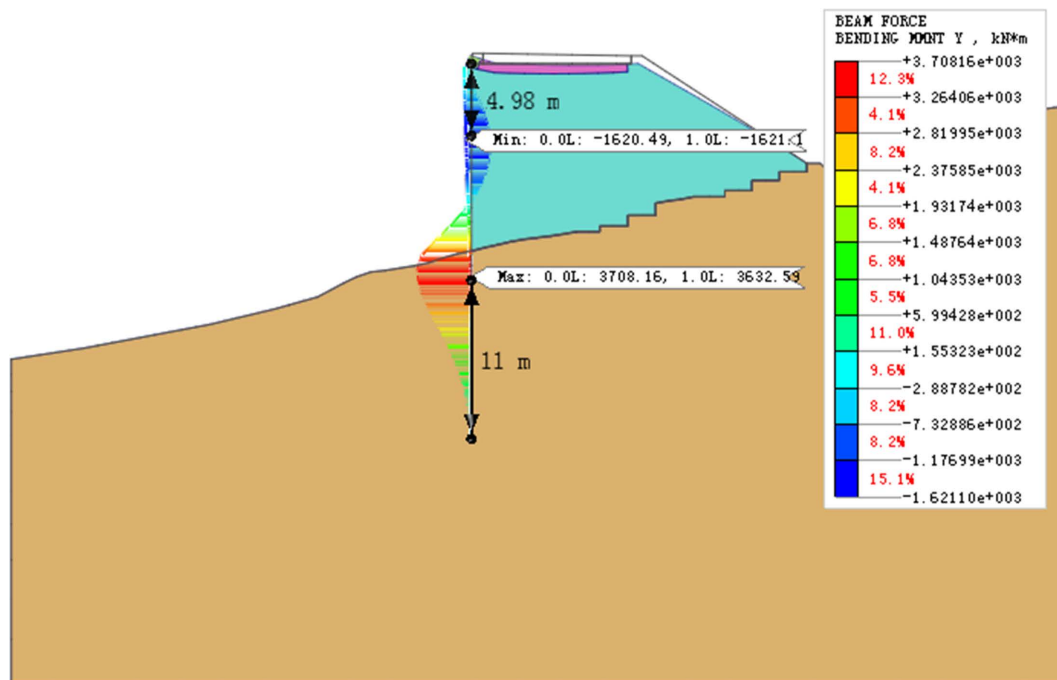 BEAM FORCE
BENDING MMNT Y , kN*m
+3.70816e+003
12.3%
+3.26406e+003
4.1%
+2.81995e+003
8.2%
+2.37585e+003
4.1%
+1.93174e+003
6.8%
+1.48764e+003
6.8%
+1.04353e+003
5.5%
+5.99428e+002
11.0%
+1.55323e+002
9.6%
-2.88782e+002
8.2%
-7.32886e+002
8.2%
-1.17699e+003
15.1%
-1.62110e+003
4.98 m
Min: 0.0L: -1620.49, 1.0L: -1621.1
Max: 0.0L: 3708.16, 1.0L: 3632.59
11 m